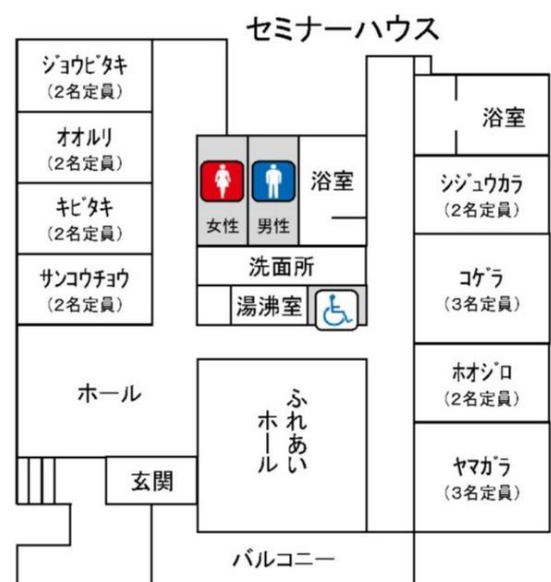 セミナーハウス
ジョウビタキ
(2名定員)
オオルリ
(2名定員)
キビタキ
(2名定員)
サンコウチョウ
(2名定員)
女性
男性
浴室
洗面所
湯沸室
浴室
シジュウカラ
(2名定員)
コゲラ
(3名定員)
ホオジロ
(2名定員)
ヤマガラ
(3名定員)
ホール
ふれあい
ホール
玄関
バルコニー